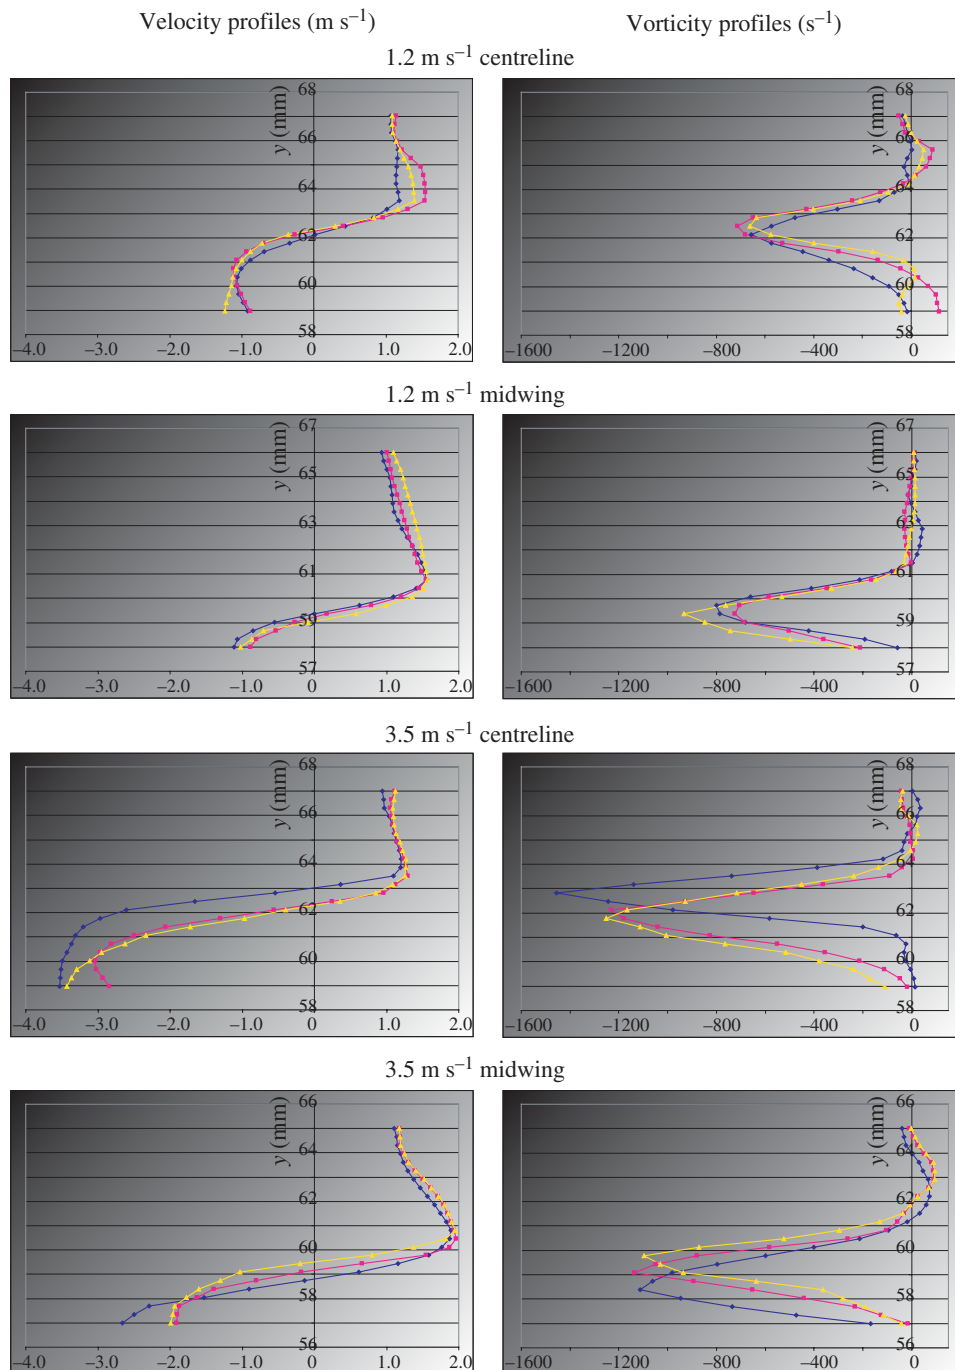 Velocity profiles (m s⁻¹) Vorticity profiles (s⁻¹)
1.2 m s⁻¹ centreline
68
66
64
62
60
58
y (mm)
–4.0 –3.0 –2.0 –1.0 0 1.0 2.0
68
66
64
62
60
58
y (mm)
–1600 –1200 –800 –400 0
1.2 m s⁻¹ midwing
67
65
63
61
59
57
y (mm)
–4.0 –3.0 –2.0 –1.0 0 1.0 2.0
67
65
63
61
59
57
y (mm)
–1600 –1200 –800 –400 0
3.5 m s⁻¹ centreline
68
66
64
62
60
58
y (mm)
–4.0 –3.0 –2.0 –1.0 0 1.0 2.0
68
66
64
62
60
58
y (mm)
–1600 –1200 –800 –400 0
3.5 m s⁻¹ midwing
66
64
62
60
58
56
y (mm)
–4.0 –3.0 –2.0 –1.0 0 1.0 2.0
66
64
62
60
58
56
y (mm)
–1600 –1200 –800 –400 0